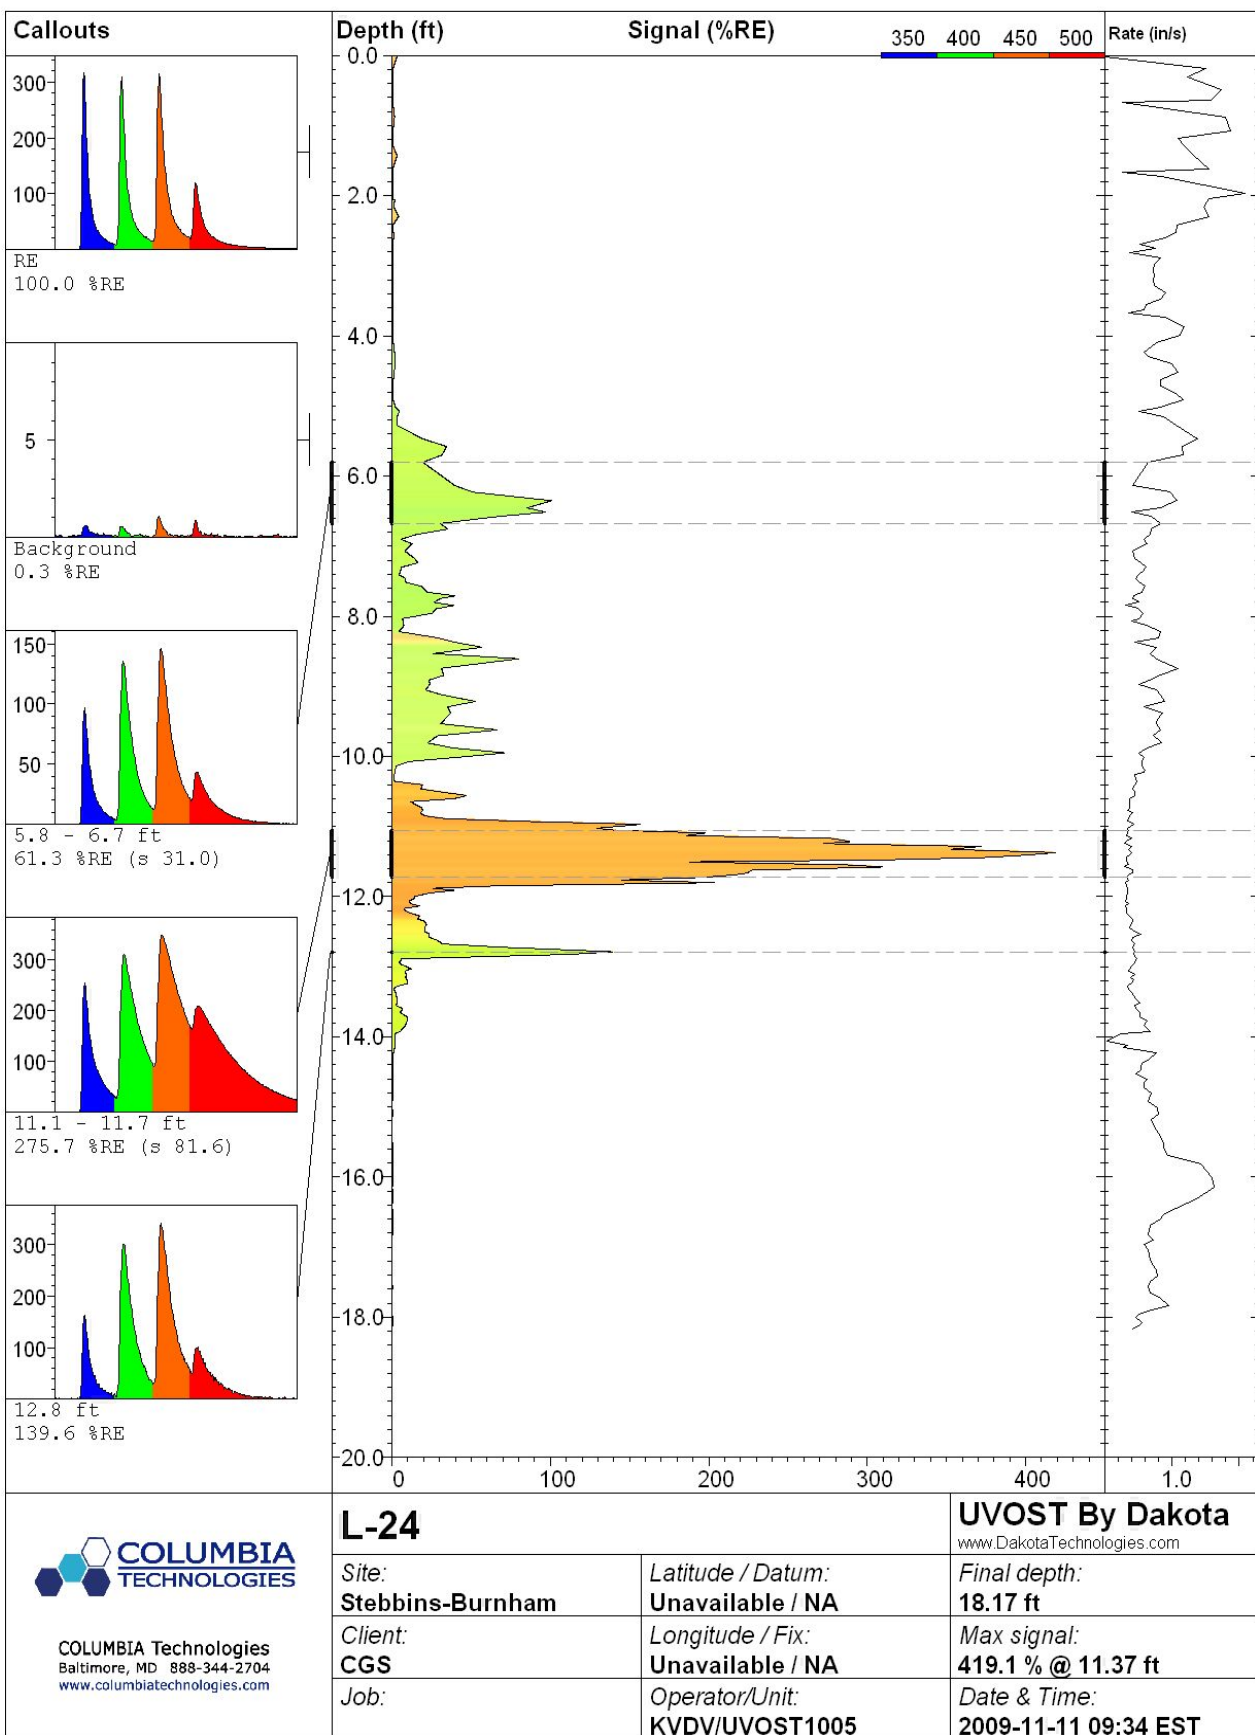 Callouts
Depth (ft)
Signal (%RE)
350 400 450 500
Rate (in/s)
300
200
100
RE
100.0 %RE
5
Background
0.3 %RE
150
100
50
5.8 - 6.7 ft
61.3 %RE (s 31.0)
300
200
100
11.1 - 11.7 ft
275.7 %RE (s 81.6)
300
200
100
12.8 ft
139.6 %RE
0.0
2.0
4.0
6.0
8.0
10.0
12.0
14.0
16.0
18.0
20.0
0 100 200 300 400
1.0
COLUMBIA
TECHNOLOGIES
COLUMBIA Technologies
Baltimore, MD 888-344-2704
www.columbiatechnologies.com
L-24
UVOST By Dakota
www.DakotaTechnologies.com
Site:
Stebbins-Burnham
Latitude / Datum:
Unavailable / NA
Final depth:
18.17 ft
Client:
CGS
Longitude / Fix:
Unavailable / NA
Max signal:
419.1 % @ 11.37 ft
Job:
Operator/Unit:
KVDV/UVOST1005
Date & Time:
2009-11-11 09:34 EST